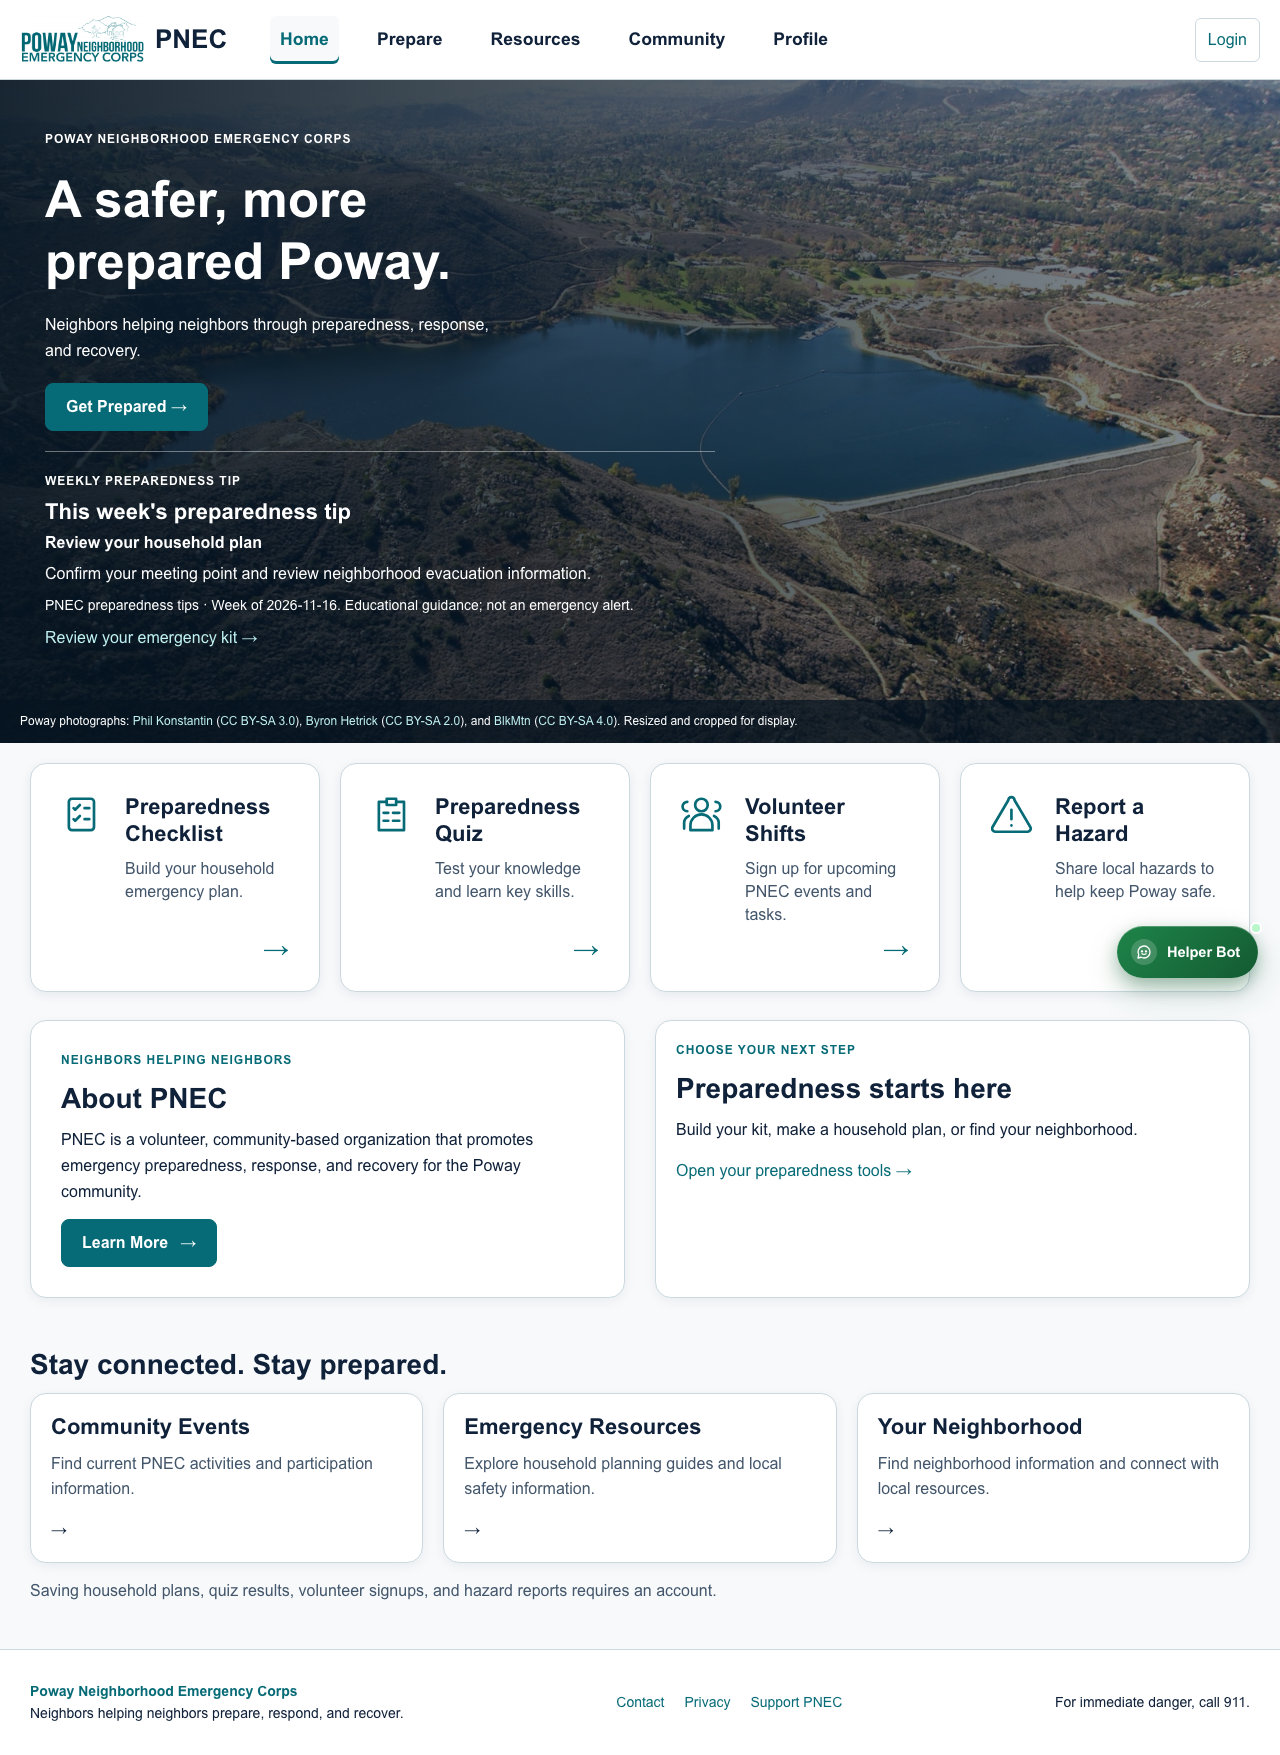 POWAY NEIGHBORHOOD
EMERGENCY CORPS
PNEC
Home
Prepare
Resources
Community
Profile
Login
POWAY NEIGHBORHOOD EMERGENCY CORPS
A safer, more
prepared Poway.
Neighbors helping neighbors through preparedness, response,
and recovery.
Get Prepared →
WEEKLY PREPAREDNESS TIP
This week's preparedness tip
Review your household plan
Confirm your meeting point and review neighborhood evacuation information.
PNEC preparedness tips · Week of 2026-11-16. Educational guidance; not an emergency alert.
Review your emergency kit →
Poway photographs: Phil Konstantin (CC BY-SA 3.0), Byron Hetrick (CC BY-SA 2.0), and BlkMtn (CC BY-SA 4.0). Resized and cropped for display.
Preparedness
Checklist
Build your household
emergency plan.
→
Preparedness
Quiz
Test your knowledge
and learn key skills.
→
Volunteer
Shifts
Sign up for upcoming
PNEC events and
tasks.
→
Report a
Hazard
Share local hazards to
help keep Poway safe.
Helper Bot
NEIGHBORS HELPING NEIGHBORS
About PNEC
PNEC is a volunteer, community-based organization that promotes
emergency preparedness, response, and recovery for the Poway
community.
Learn More →
CHOOSE YOUR NEXT STEP
Preparedness starts here
Build your kit, make a household plan, or find your neighborhood.
Open your preparedness tools →
Stay connected. Stay prepared.
Community Events
Find current PNEC activities and participation
information.
→
Emergency Resources
Explore household planning guides and local
safety information.
→
Your Neighborhood
Find neighborhood information and connect with
local resources.
→
Saving household plans, quiz results, volunteer signups, and hazard reports requires an account.
Poway Neighborhood Emergency Corps
Neighbors helping neighbors prepare, respond, and recover.
Contact
Privacy
Support PNEC
For immediate danger, call 911.